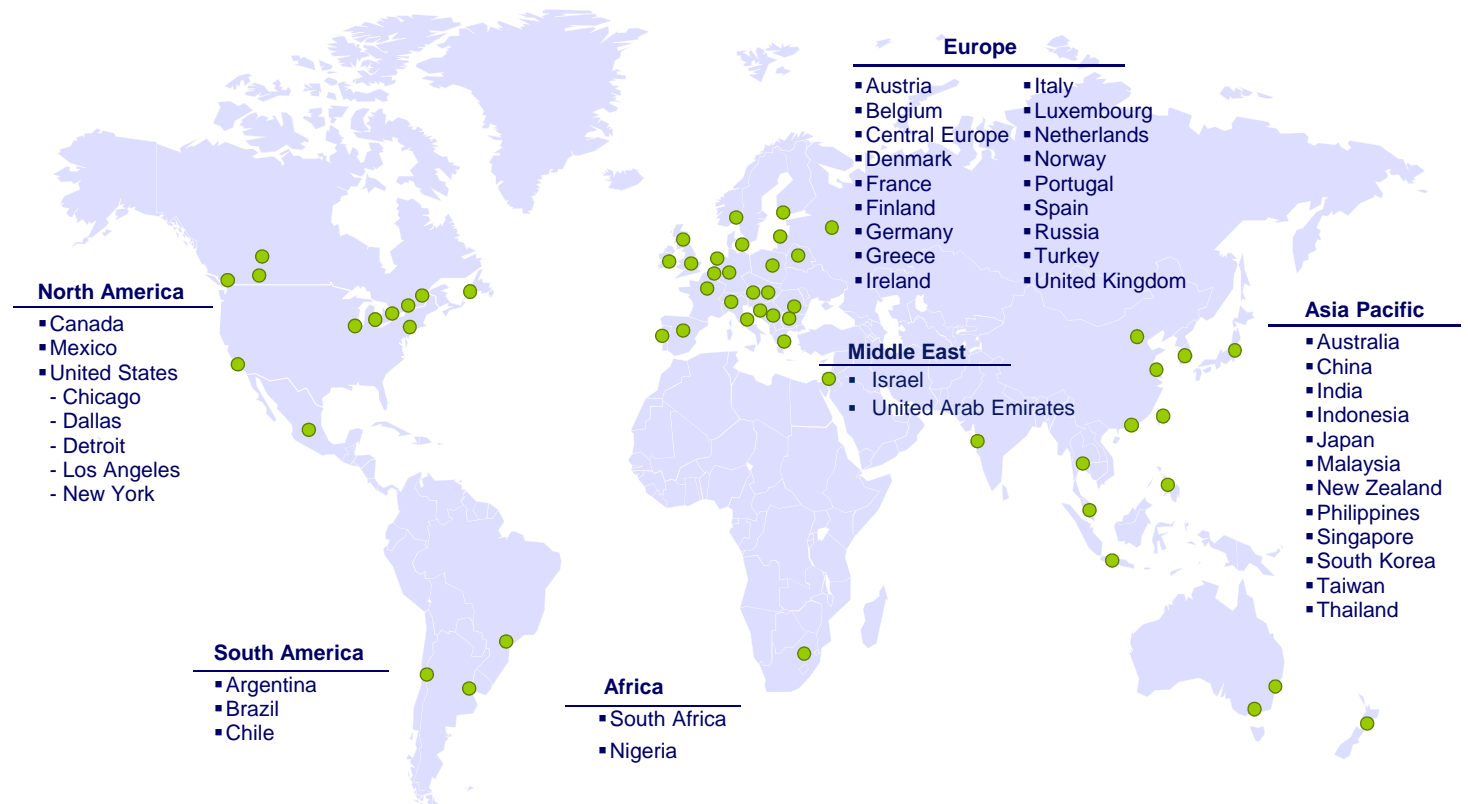 Europe
▪ Austria
▪ Belgium
▪ Central Europe
▪ Denmark
▪ France
▪ Finland
▪ Germany
▪ Greece
▪ Ireland
▪ Italy
▪ Luxembourg
▪ Netherlands
▪ Norway
▪ Portugal
▪ Spain
▪ Russia
▪ Turkey
▪ United Kingdom
North America
▪ Canada
▪ Mexico
▪ United States
- Chicago
- Dallas
- Detroit
- Los Angeles
- New York
Middle East
▪ Israel
▪ United Arab Emirates
Asia Pacific
▪ Australia
▪ China
▪ India
▪ Indonesia
▪ Japan
▪ Malaysia
▪ New Zealand
▪ Philippines
▪ Singapore
▪ South Korea
▪ Taiwan
▪ Thailand
South America
▪ Argentina
▪ Brazil
▪ Chile
Africa
▪ South Africa
▪ Nigeria